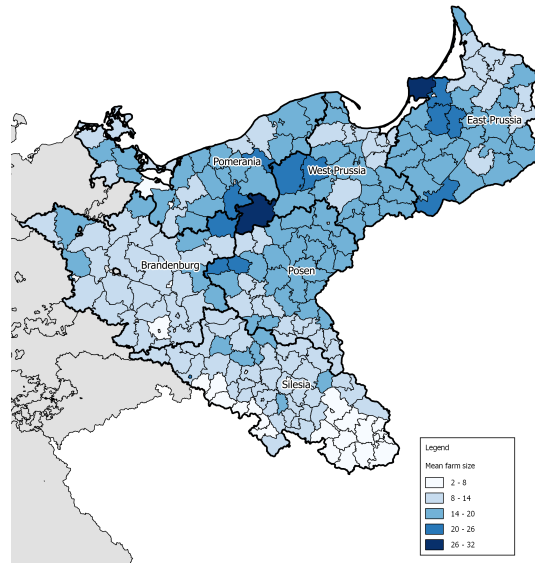 East Prussia
Pomerania
West Prussia
Brandenburg
Posen
Silesia
Legend
Mean farm size
2 - 8
8 - 14
14 - 20
20 - 26
26 - 32